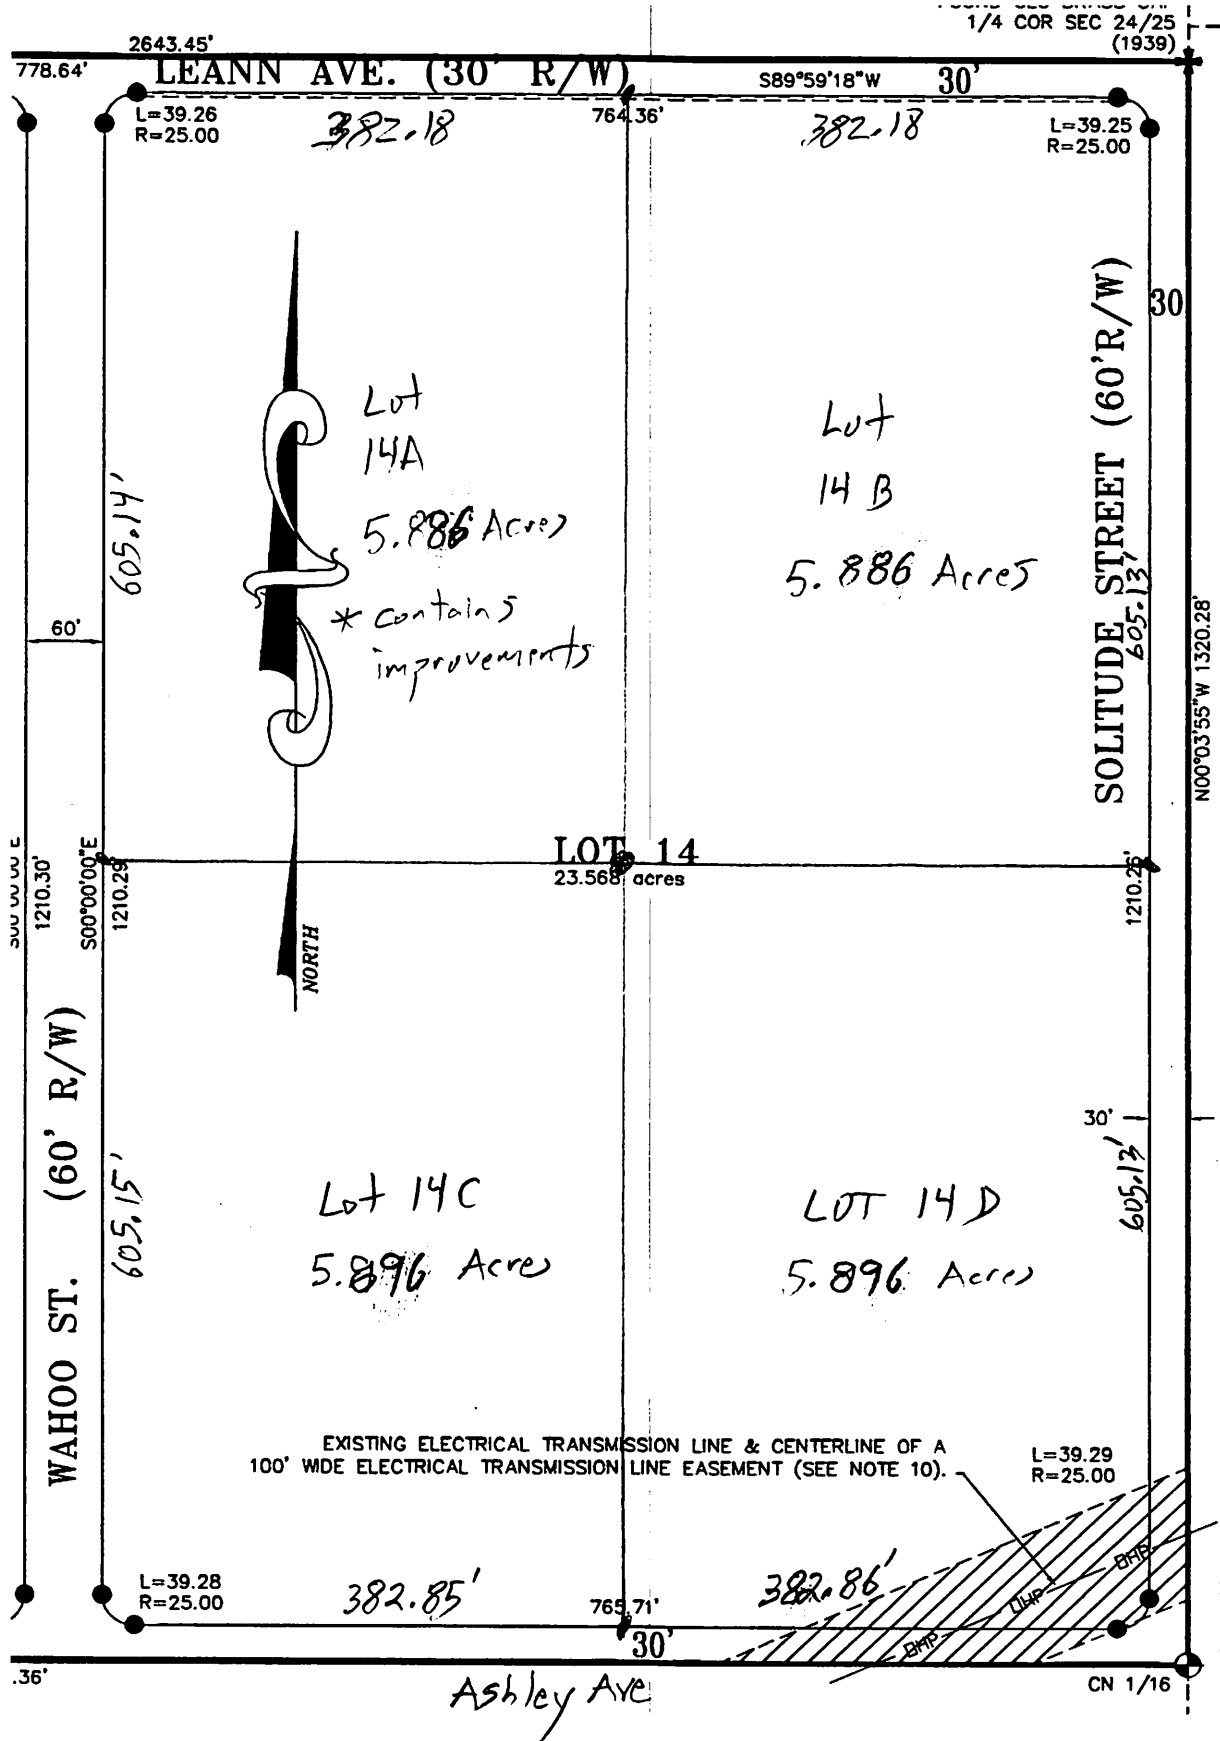 1/4 COR SEC 24/25
(1939)
2643.45'
778.64'
LEANN AVE. (30' R/W)
S89°59'18"W
30'
L=39.26
R=25.00
382.18
764.36'
382.18
L=39.25
R=25.00
SOLITUDE STREET (60'R/W)
30
605.13'
N00°03'55"W 1320.28'
Lot
14A
5.886 Acres
* contains
improvements
Lot
14 B
5.886 Acres
605.14'
60'
NORTH
LOT 14
23.568 acres
1210.30'
S00°00'00"E
1210.29'
1210.26'
WAHOO ST. (60' R/W)
605.15'
30'
605.13'
Lot 14C
5.896 Acres
LOT 14 D
5.896 Acres
EXISTING ELECTRICAL TRANSMISSION LINE & CENTERLINE OF A
100' WIDE ELECTRICAL TRANSMISSION LINE EASEMENT (SEE NOTE 10).
L=39.29
R=25.00
OHP
OHP
OHP
L=39.28
R=25.00
382.85'
765.71'
382.86'
30'
.36'
Ashley Ave
CN 1/16